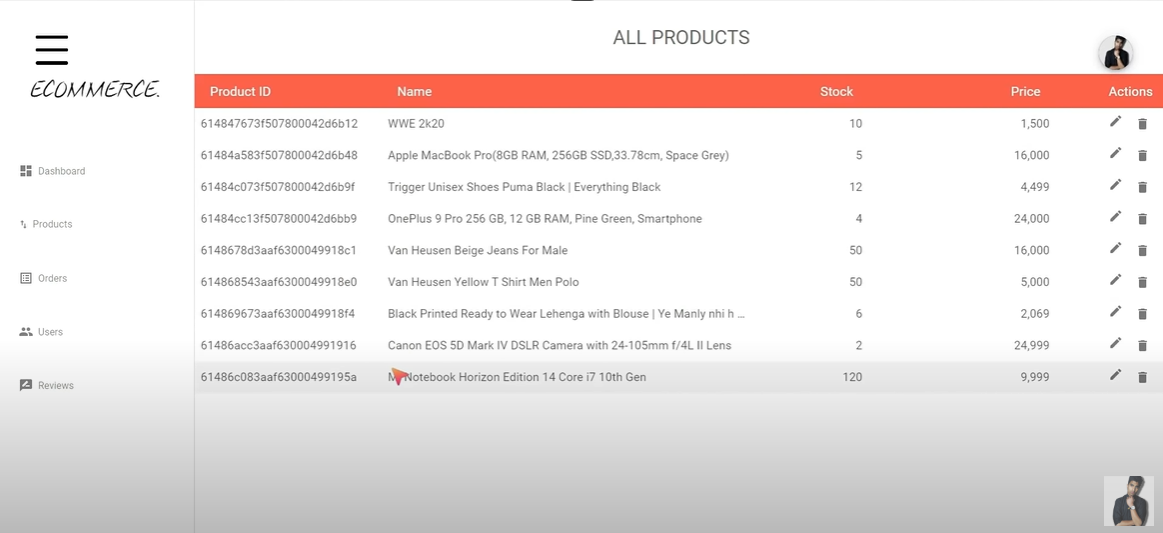 ECOMMERCE.
Dashboard
Products
Orders
Users
Reviews
ALL PRODUCTS
Product ID Name Stock Price Actions
614847673f507800042d6b12 WWE 2k20 10 1,500
61484a583f507800042d6b48 Apple MacBook Pro(8GB RAM, 256GB SSD,33.78cm, Space Grey) 5 16,000
61484c073f507800042d6b9f Trigger Unisex Shoes Puma Black | Everything Black 12 4,499
61484cc13f507800042d6bb9 OnePlus 9 Pro 256 GB, 12 GB RAM, Pine Green, Smartphone 4 24,000
6148678d3aaf6300049918c1 Van Heusen Beige Jeans For Male 50 16,000
614868543aaf6300049918e0 Van Heusen Yellow T Shirt Men Polo 50 5,000
614869673aaf6300049918f4 Black Printed Ready to Wear Lehenga with Blouse | Ye Manly nhi h ... 6 2,069
61486acc3aaf630004991916 Canon EOS 5D Mark IV DSLR Camera with 24-105mm f/4L II Lens 2 24,999
61486c083aaf63000499195a Notebook Horizon Edition 14 Core i7 10th Gen 120 9,999